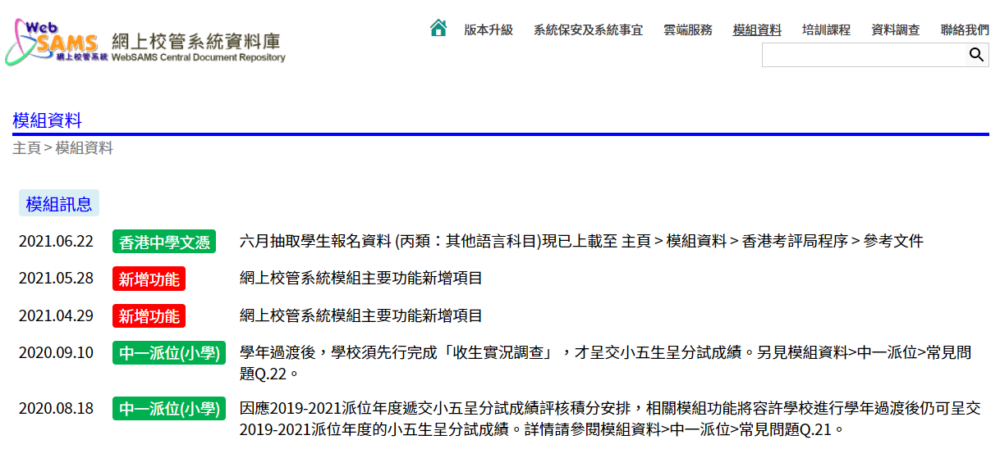 Web
SAMS
網上校管系統
網上校管系統資料庫
WebSAMS Central Document Repository
版本升級 系統保安及系統事宜 雲端服務 模組資料 培訓課程 資料調查 聯絡我們
模組資料
主頁 > 模組資料
模組訊息
2021.06.22 香港中學文憑 六月抽取學生報名資料 (丙類：其他語言科目)現已上載至 主頁 > 模組資料 > 香港考評局程序 > 參考文件
2021.05.28 新增功能 網上校管系統模組主要功能新增項目
2021.04.29 新增功能 網上校管系統模組主要功能新增項目
2020.09.10 中一派位(小學) 學年過渡後，學校須先行完成「收生實況調查」，才呈交小五生呈分試成績。另見模組資料>中一派位>常見問
題Q.22。
2020.08.18 中一派位(小學) 因應2019-2021派位年度遞交小五呈分試成績評核積分安排，相關模組功能將容許學校進行學年過渡後仍可呈交
2019-2021派位年度的小五生呈分試成績。詳情請參閱模組資料>中一派位>常見問題Q.21。